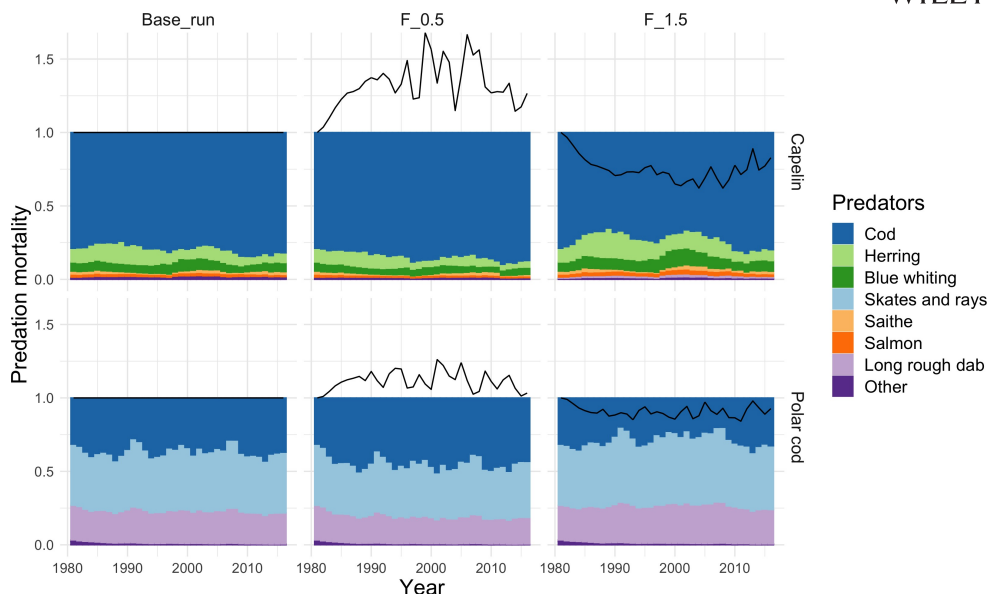 Base_run F_0.5 F_1.5
1.5
1.0
0.5
0.0
Capelin
1.5
1.0
0.5
0.0
Polar cod
Predation mortality
1980 1990 2000 2010 1980 1990 2000 2010 1980 1990 2000 2010
Year
Predators
Cod
Herring
Blue whiting
Skates and rays
Saithe
Salmon
Long rough dab
Other